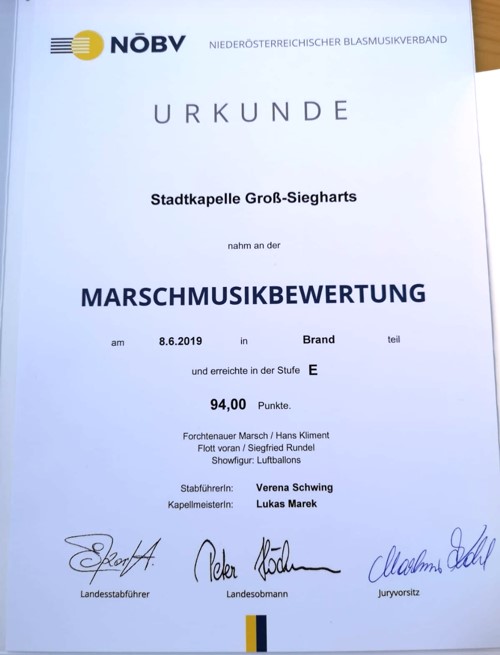 NÖBV NIEDERÖSTERREICHISCHER BLASMUSIKVERBAND
URKUNDE
Stadtkapelle Groß-Siegharts
nahm an der
MARSCHMUSIKBEWERTUNG
am 8.6.2019 in Brand teil
und erreichte in der Stufe E
94,00 Punkte.
Forchtenauer Marsch / Hans Kliment
Flott voran / Siegfried Rundel
Showfigur: Luftballons
StabführerIn: Verena Schwing
KapellmeisterIn: Lukas Marek
Peter
Landesstabführer Landesobmann Juryvorsitz